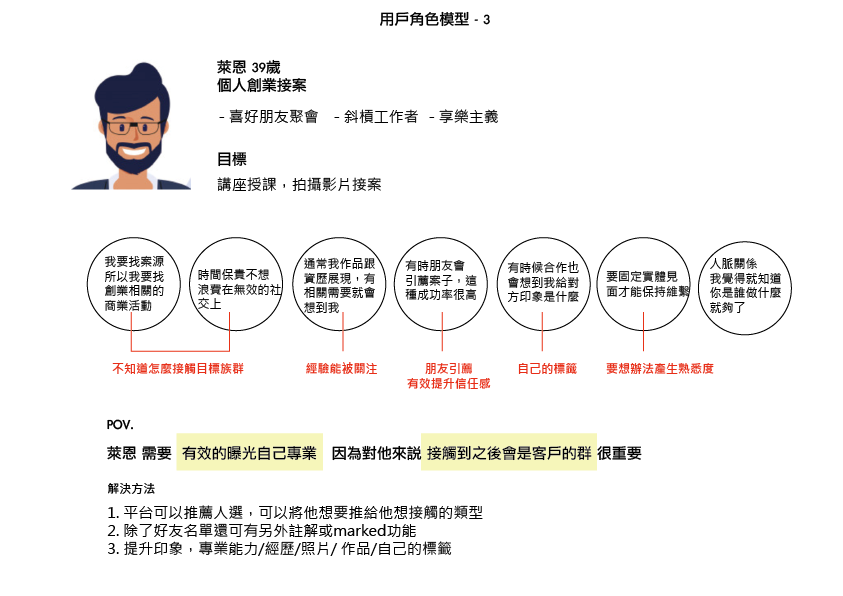 用戶角色模型 - 3
萊恩 39歲
個人創業接案
- 喜好朋友聚會 - 斜槓工作者 - 享樂主義
目標
講座授課，拍攝影片接案
我要找案源
所以我要找
創業相關的
商業活動
時間保貴不想
浪費在無效的社
交上
通常我作品跟
資歷展現，有
相關需要就會
想到我
有時朋友會
引薦案子，這
種成功率很高
有時候合作也
會想到我給對
方印象是什麼
要固定實體見
面才能保持維繫
人脈關係
我覺得就知道
你是誰做什麼
就夠了
不知道怎麼接觸目標族群
經驗能被關注
朋友引薦
有效提升信任感
自己的標籤
要想辦法產生熟悉度
POV.
萊恩 需要 有效的曝光自己專業 因為對他來説 接觸到之後會是客戶的群 很重要
解決方法
1. 平台可以推薦人選，可以將他想要推給他想接觸的類型
2. 除了好友名單還可有另外註解或marked功能
3. 提升印象，專業能力/經歷/照片/ 作品/自己的標籤